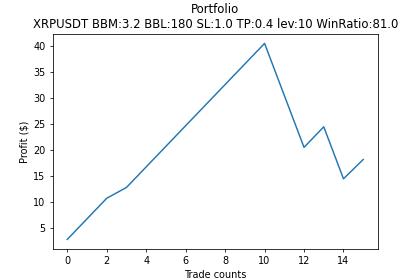 Portfolio
XRPUSDT BBM:3.2 BBL:180 SL:1.0 TP:0.4 lev:10 WinRatio:81.0
40
35
30
25
20
15
10
5
Profit ($)
0 2 4 6 8 10 12 14
Trade counts